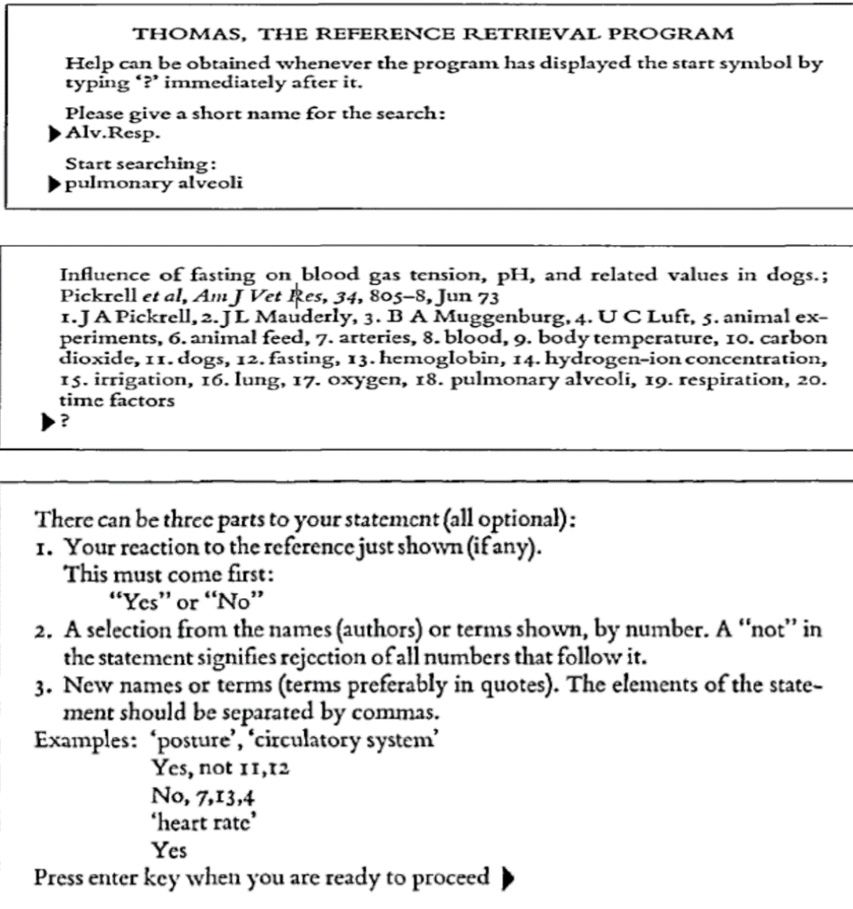 THOMAS, THE REFERENCE RETRIEVAL PROGRAM
Help can be obtained whenever the program has displayed the start symbol by
typing ‘?’ immediately after it.
Please give a short name for the search:
▶Alv.Resp.
Start searching:
▶pulmonary alveoli
Influence of fasting on blood gas tension, pH, and related values in dogs.;
Pickrell et al, Am J Vet Res, 34, 805–8, Jun 73
1. J A Pickrell, 2. J L Mauderly, 3. B A Muggenburg, 4. U C Luft, 5. animal ex-
periments, 6. animal feed, 7. arteries, 8. blood, 9. body temperature, 10. carbon
dioxide, 11. dogs, 12. fasting, 13. hemoglobin, 14. hydrogen-ion concentration,
15. irrigation, 16. lung, 17. oxygen, 18. pulmonary alveoli, 19. respiration, 20.
time factors
▶?
There can be three parts to your statement (all optional):
1. Your reaction to the reference just shown (if any).
This must come first:
“Yes” or “No”
2. A selection from the names (authors) or terms shown, by number. A “not” in
the statement signifies rejection of all numbers that follow it.
3. New names or terms (terms preferably in quotes). The elements of the state-
ment should be separated by commas.
Examples: ‘posture’, ‘circulatory system’
Yes, not 11,12
No, 7,13,4
‘heart rate’
Yes
Press enter key when you are ready to proceed ▶